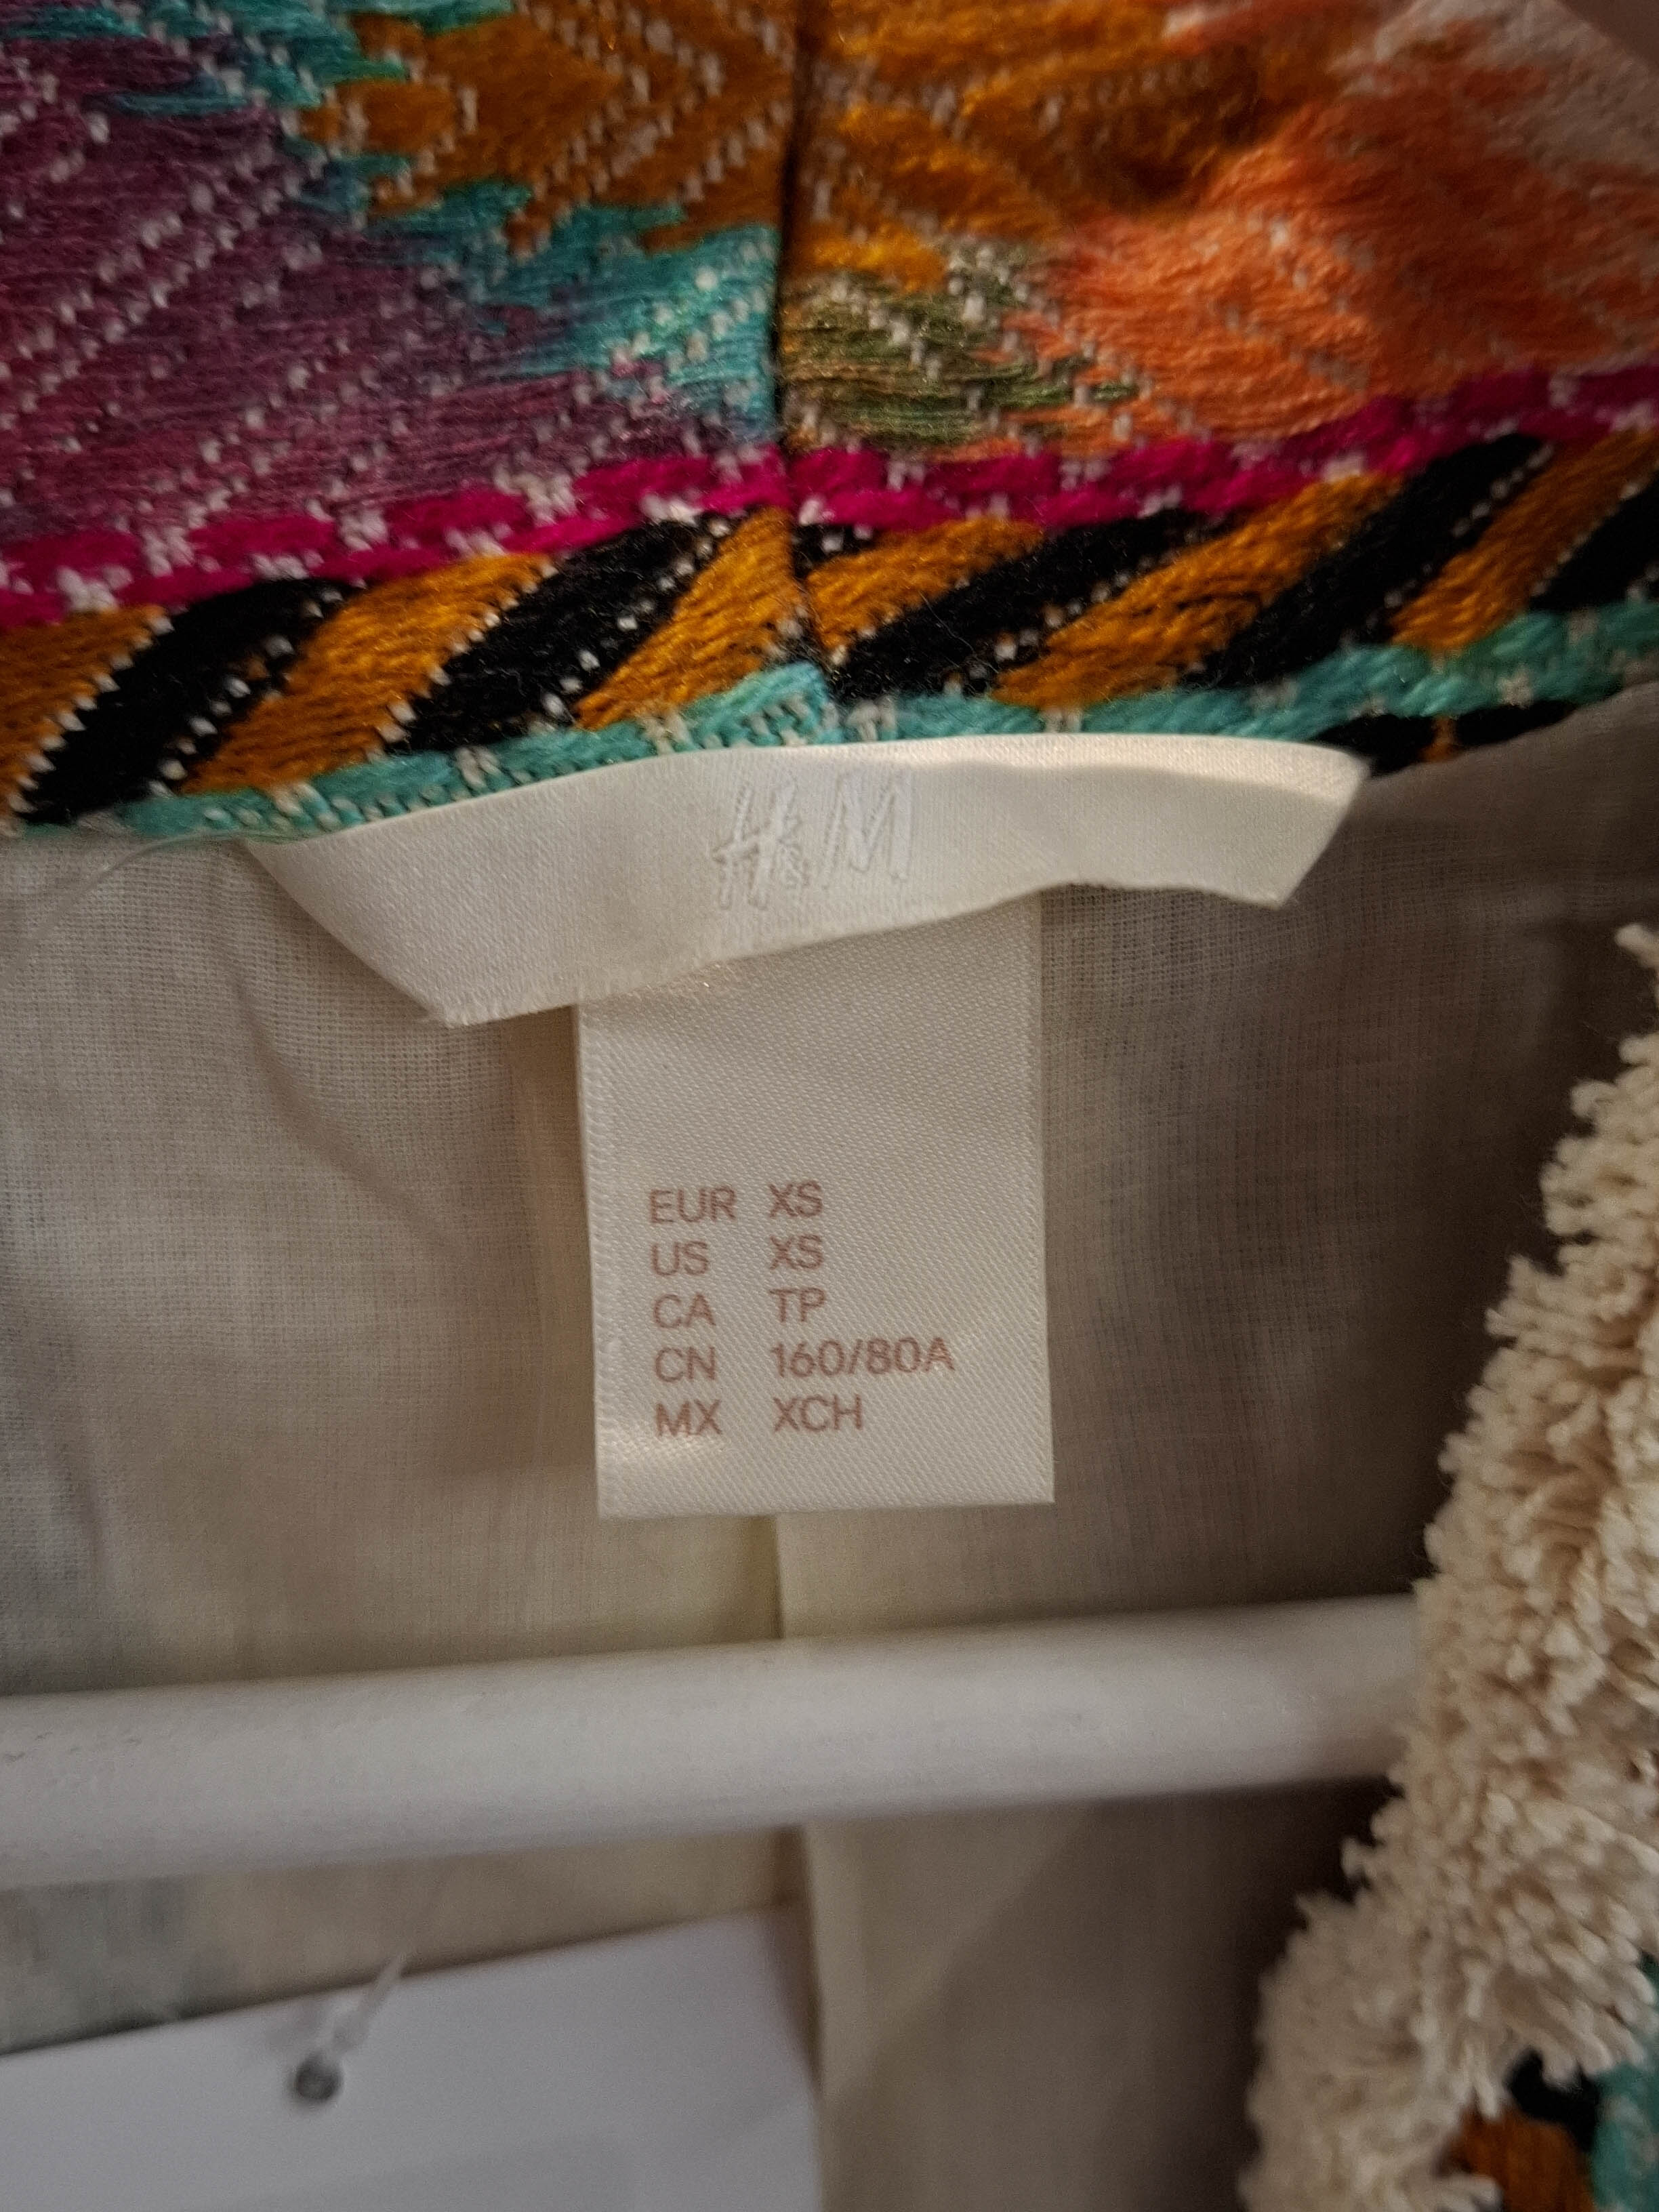 H&M
EUR XS
US XS
CA TP
CN 160/80A
MX XCH